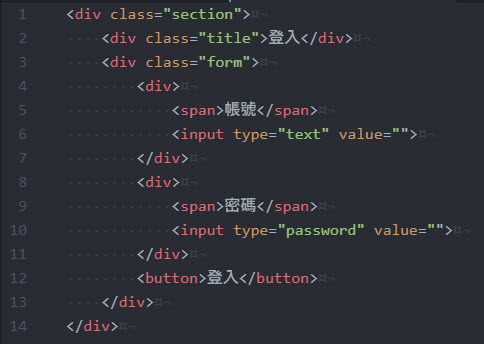 1 <div class="section">¤¬
2 ····<div class="title">登入</div>¤¬
3 ····<div class="form">¤¬
4 ········<div>¤¬
5 ············<span>帳號</span>¤¬
6 ············<input type="text" value="">¤¬
7 ········</div>¤¬
8 ········<div>¤¬
9 ············<span>密碼</span>¤¬
10 ············<input type="password" value="">¤¬
11 ········</div>¤¬
12 ········<button>登入</button>¤¬
13 ····</div>¤¬
14 </div>¤¬